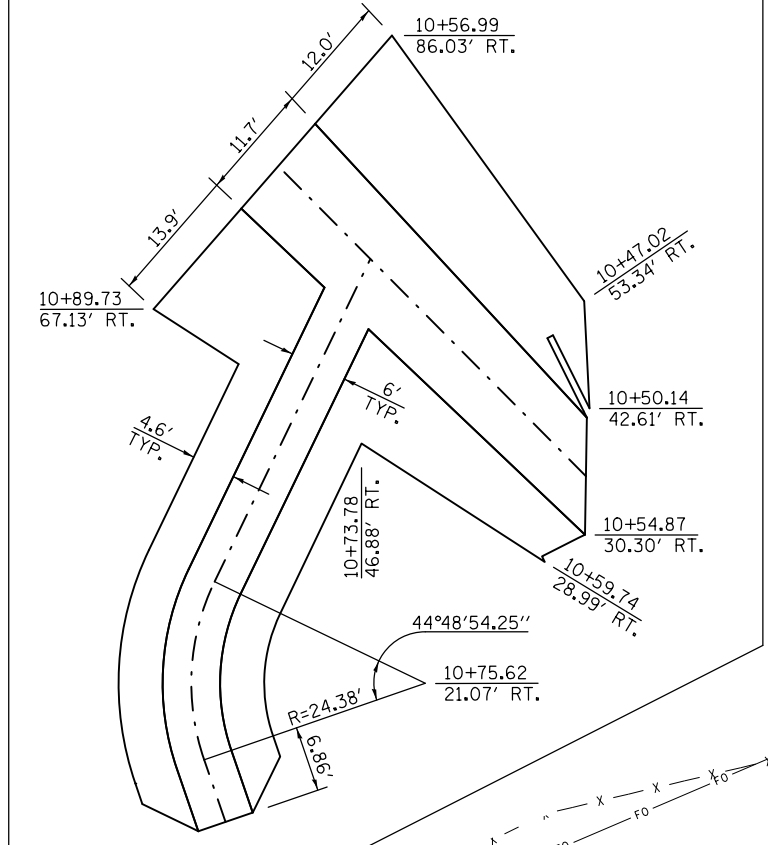 10+56.99
86.03' RT.
12.0'
11.7'
13.9'
10+47.02
53.34' RT.
10+89.73
67.13' RT.
10+50.14
42.61' RT.
6'
TYP.
4.6'
TYP.
10+73.78
46.88' RT.
10+54.87
30.30' RT.
10+59.74
28.99' RT.
44°48'54.25''
10+75.62
21.07' RT.
R=24.38'
6.86'
X
X
X
X
FO
FO